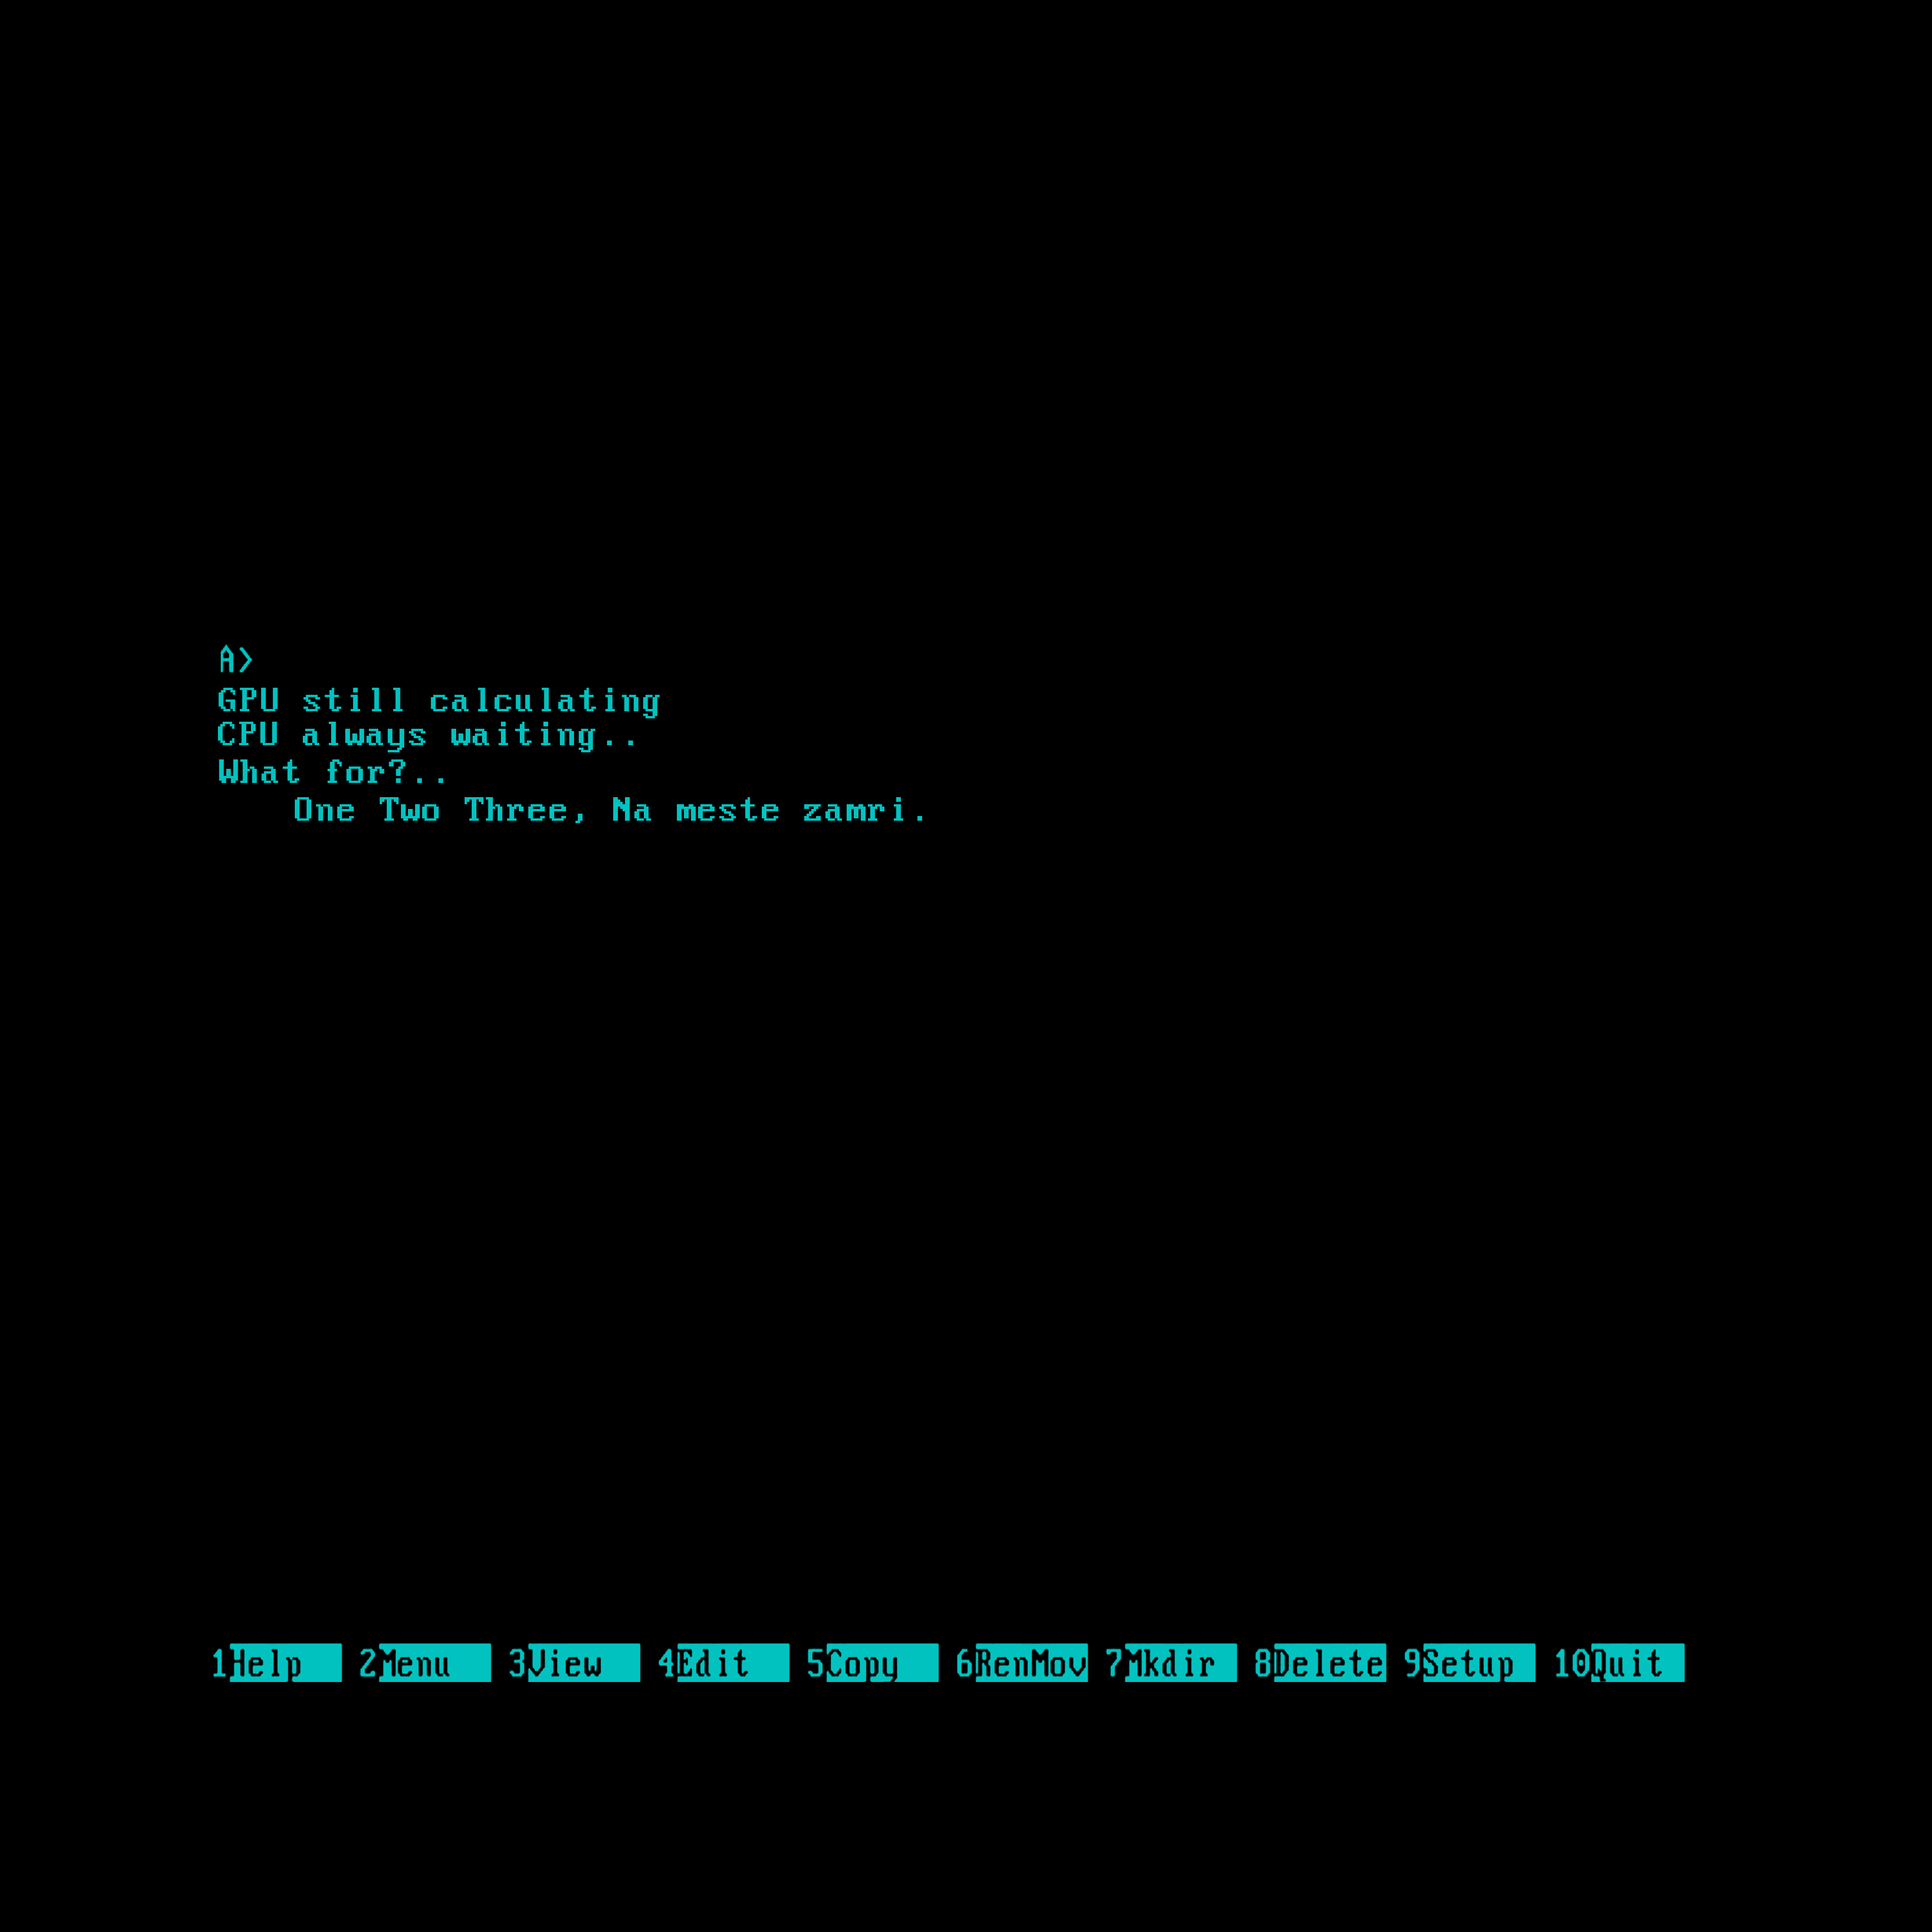 A>
GPU still calculating
CPU always waiting..
What for?..
One Two Three, Na meste zamri.
1Help 2Menu 3View 4Edit 5Copy 6RenMov 7Mkdir 8Delete 9Setup 10Quit